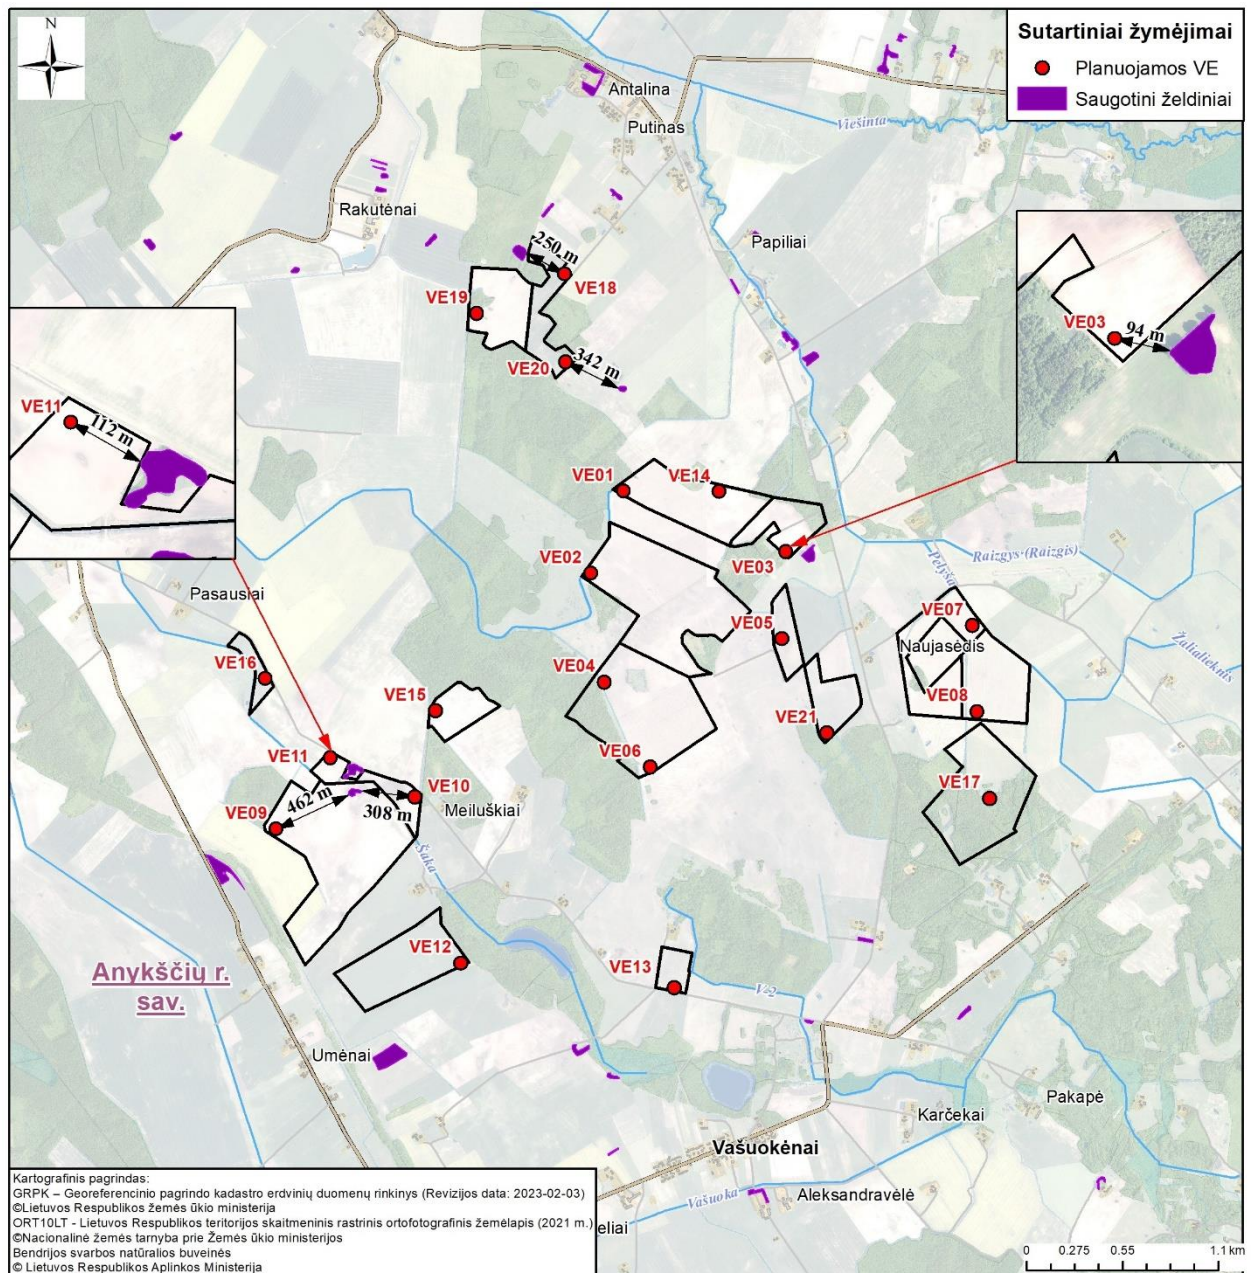 N
Sutartiniai žymėjimai
Planuojamos VE
Saugotini želdiniai
Antalina
Putinas
Viešinta
Rakutėnai
Papiliai
250 m
VE18
VE19
VE20
342 m
VE03
94 m
VE11
112 m
VE01
VE14
VE02
VE03
Raizgys (Raizgis)
Pelyša
Pasausiai
VE07
VE05
Naujasėdis
Žalialieknis
VE16
VE04
VE15
VE08
VE21
VE11
VE06
VE10
462 m
308 m
Meiluškiai
VE09
VE17
Šaka
VE12
VE13
Anykščių r.
sav.
V-2
Umėnai
Pakapė
Karčekai
Vašuokėnai
Vašuoka
Aleksandravėlė
eliai
Kartografinis pagrindas:
GRPK – Georeferencinio pagrindo kadastro erdvinių duomenų rinkinys (Revizijos data: 2023-02-03)
©Lietuvos Respublikos žemės ūkio ministerija
ORT10LT - Lietuvos Respublikos teritorijos skaitmeninis rastrinis ortofotografinis žemėlapis (2021 m.)
©Nacionalinė žemės tarnyba prie Žemės ūkio ministerijos
Bendrijos svarbos natūralios buveinės
© Lietuvos Respublikos Aplinkos Ministerija
0 0.275 0.55 1.1 km